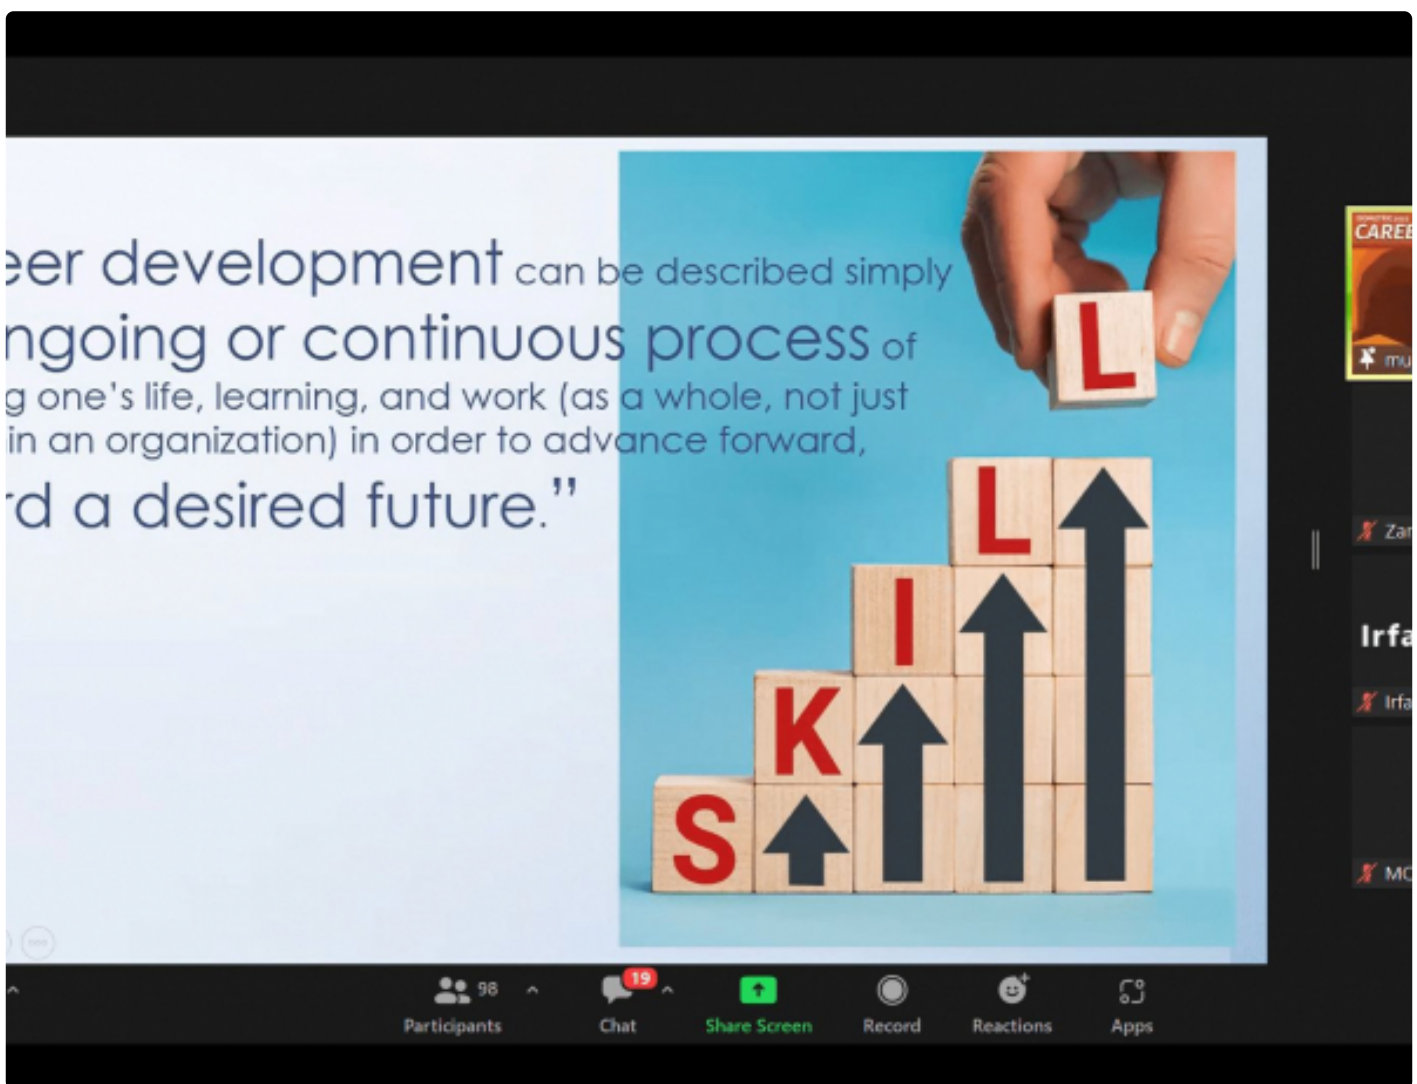 eer development can be described simply
ngoing or continuous process of
g one's life, learning, and work (as a whole, not just
in an organization) in order to advance forward,
rd a desired future.”
L
L
I
K
S
CAREE
mu
Zar
Irfa
Irfa
MC
98
19
Participants
Chat
Share Screen
Record
Reactions
Apps